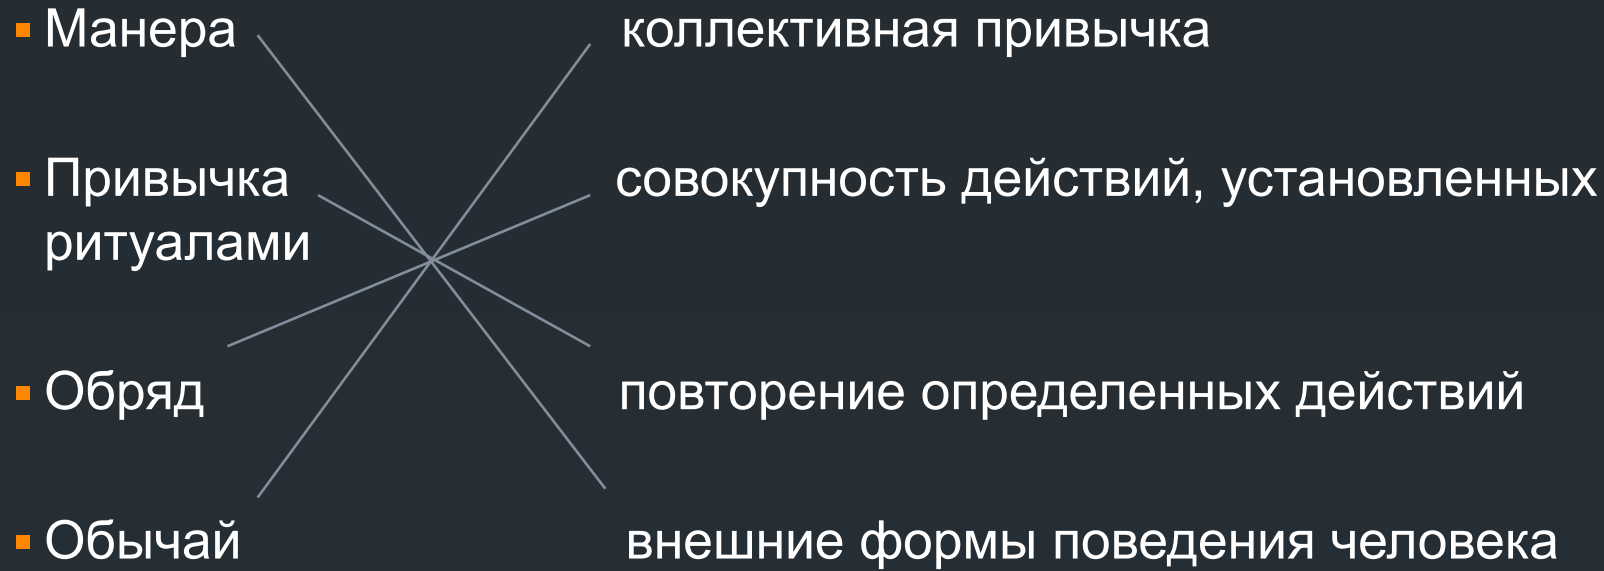 Манера коллективная привычка
Привычка совокупность действий, установленных
ритуалами
Обряд повторение определенных действий
Обычай внешние формы поведения человека